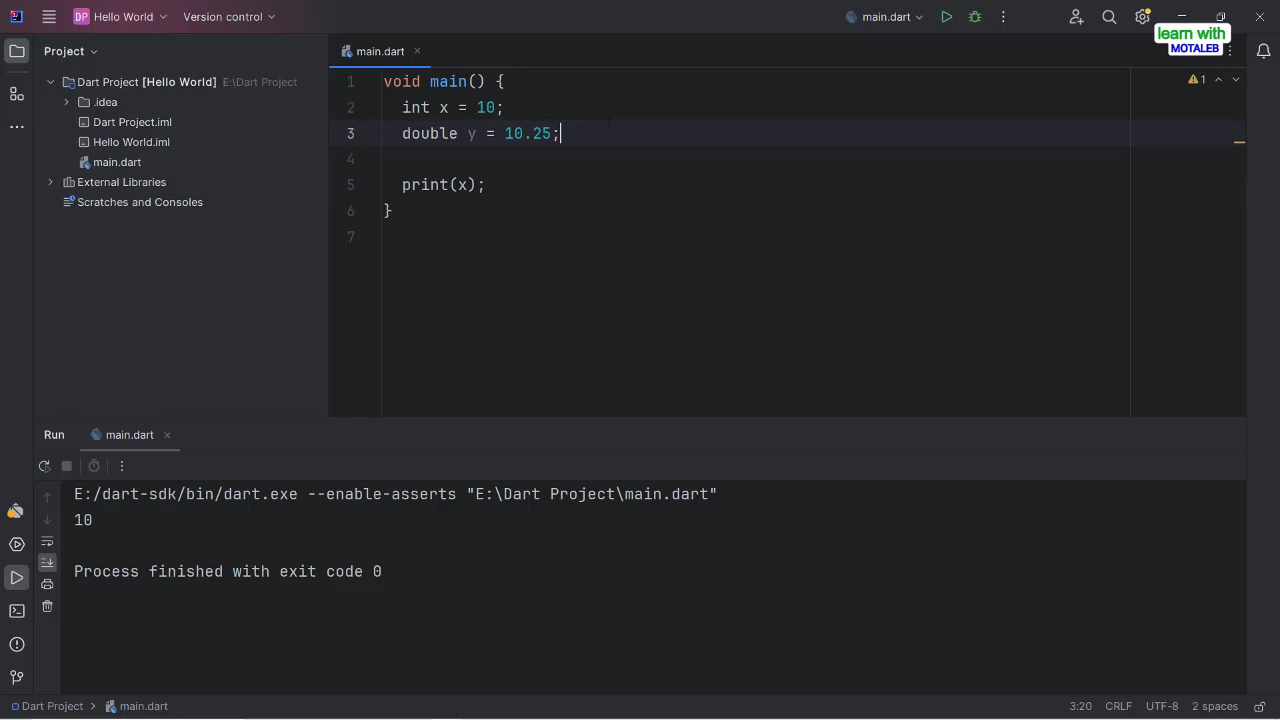 DP Hello World Version control main.dart
learn with
MOTALEB
Project
main.dart
Dart Project [Hello World] E:\Dart Project
.idea
Dart Project.iml
Hello World.iml
main.dart
External Libraries
Scratches and Consoles
1 void main() {
2 int x = 10;
3 double y = 10.25;
4
5 print(x);
6 }
7
1
Run main.dart
E:/dart-sdk/bin/dart.exe --enable-asserts "E:\Dart Project\main.dart"
10
Process finished with exit code 0
Dart Project main.dart 3:20 CRLF UTF-8 2 spaces